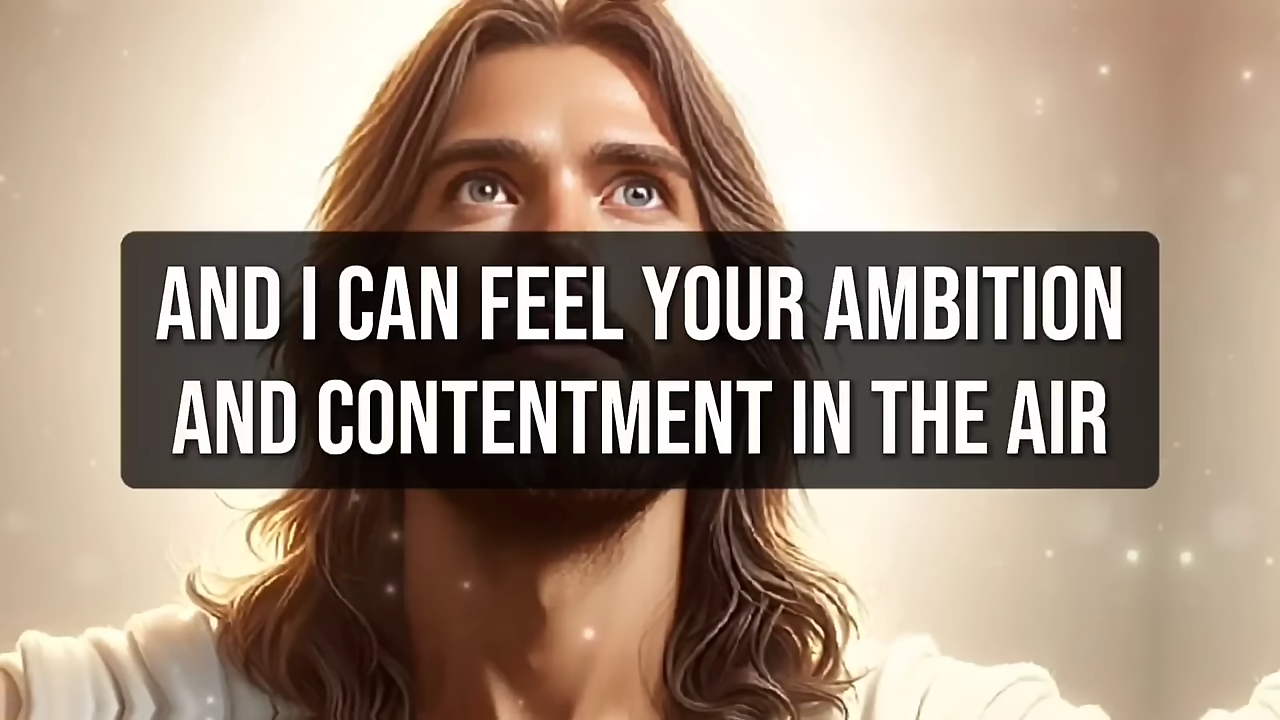 AND I CAN FEEL YOUR AMBITION
AND CONTENTMENT IN THE AIR